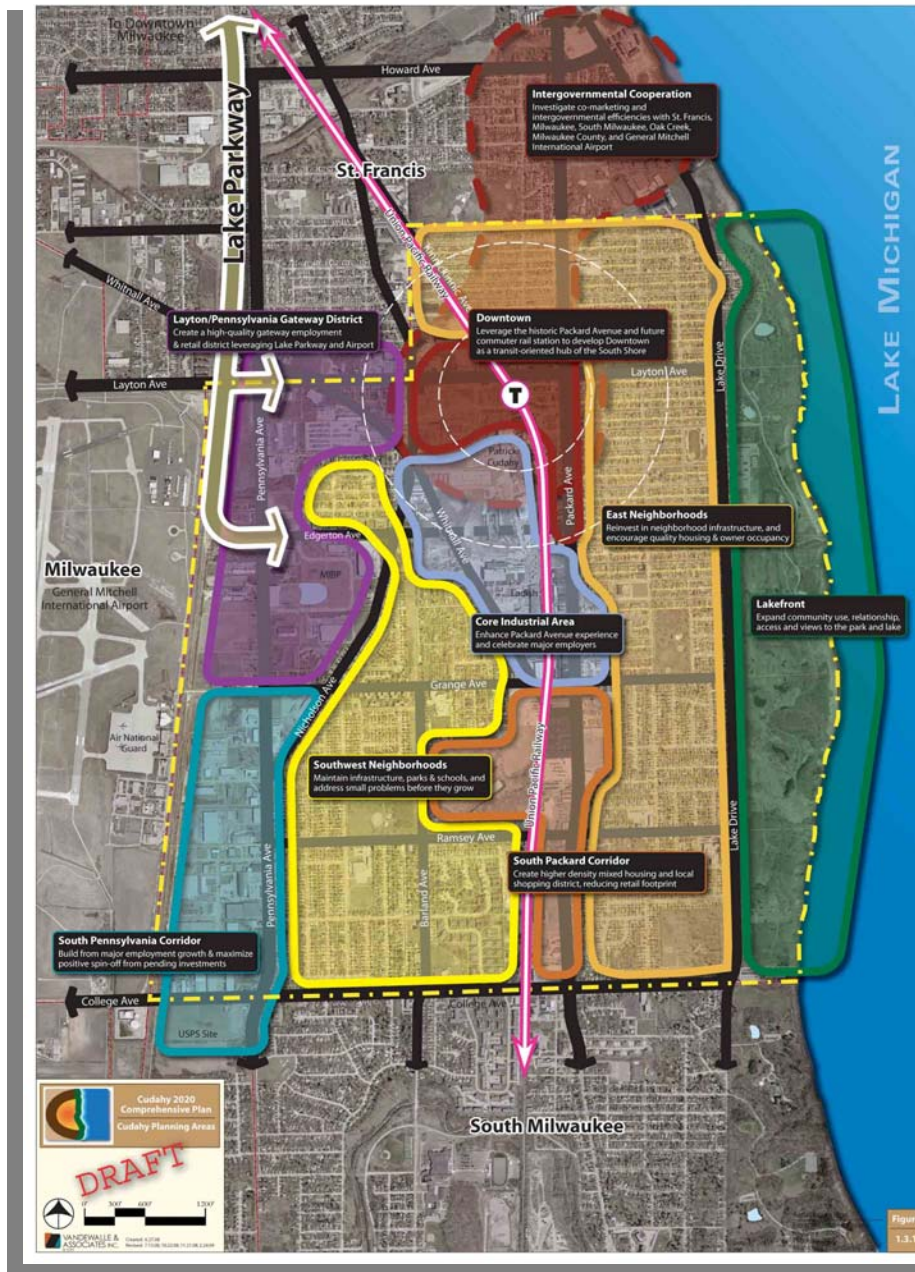 To Downtown
Milwaukee
Howard Ave
Lake Parkway
Intergovernmental Cooperation
Investigate co-marketing and
intergovernmental efficiencies with St. Francis,
Milwaukee, South Milwaukee, Oak Creek,
Milwaukee County, and General Mitchell
International Airport
St. Francis
LAKE MICHIGAN
Union Pacific Railway
Whitnall Ave
Layton/Pennsylvania Gateway District
Create a high-quality gateway employment
& retail district leveraging Lake Parkway and Airport
Downtown
Leverage the historic Packard Avenue and future
commuter rail station to develop Downtown
as a transit-oriented hub of the South Shore
Lake Drive
Layton Ave
Layton Ave
T
Pennsylvania Ave
Patrick
Cudahy
Packard Ave
Whitnall Ave
East Neighborhoods
Reinvest in neighborhood infrastructure, and
encourage quality housing & owner occupancy
Edgerton Ave
Milwaukee
General Mitchell
International Airport
MIBP
Ladish
Lakefront
Expand community use, relationship,
access and views to the park and lake
Core Industrial Area
Enhance Packard Avenue experience
and celebrate major employers
Grange Ave
Nicholson Ave
Air National
Guard
Southwest Neighborhoods
Maintain infrastructure, parks & schools, and
address small problems before they grow
Union Pacific Railway
Ramsey Ave
Lake Drive
South Packard Corridor
Create higher density mixed housing and local
shopping district, reducing retail footprint
Pennsylvania Ave
Barland Ave
South Pennsylvania Corridor
Build from major employment growth & maximize
positive spin-off from pending investments
College Ave
College Ave
USPS Site
South Milwaukee
Cudahy 2020
Comprehensive Plan
Cudahy Planning Areas
DRAFT
0' 300' 600' 1200'
VANDEWALLE &
ASSOCIATES INC.
Figure
1.3.1